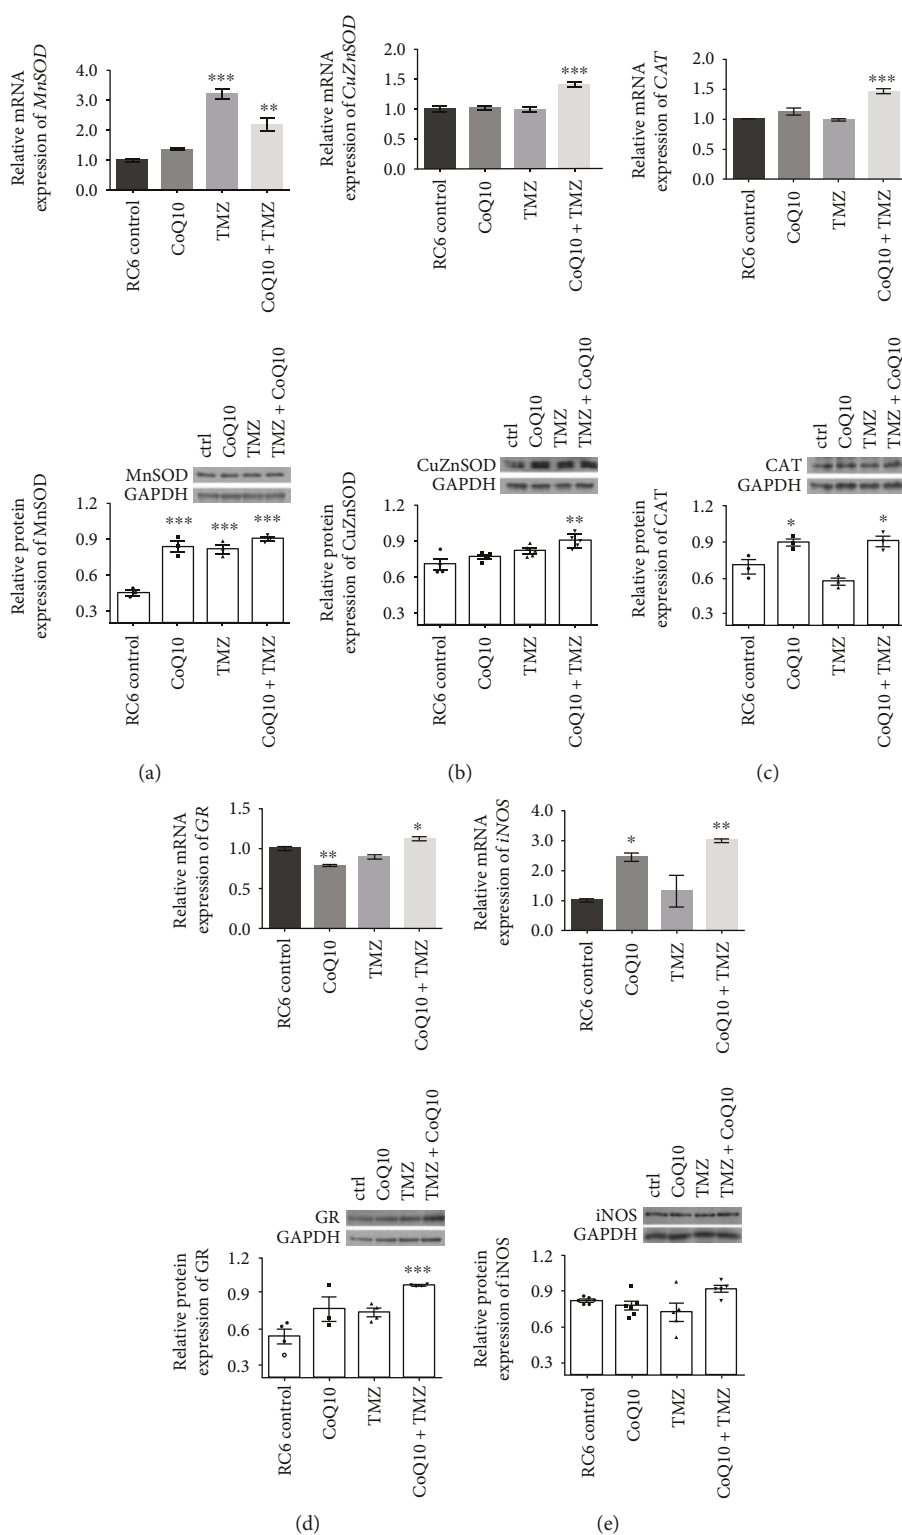 Relative mRNA
expression of MnSOD
4.0
3.0
2.0
1.0
0.0
***
**
RC6 control
CoQ10
TMZ
CoQ10 + TMZ
Relative mRNA
expression of CuZnSOD
2.0
1.5
1.0
0.5
0.0
***
RC6 control
CoQ10
TMZ
CoQ10 + TMZ
Relative mRNA
expression of CAT
2.0
1.5
1.0
0.5
0.0
***
RC6 control
CoQ10
TMZ
CoQ10 + TMZ
ctrl
CoQ10
TMZ
TMZ + CoQ10
MnSOD
GAPDH
Relative protein
expression of MnSOD
1.2
0.9
0.6
0.3
***
***
***
RC6 control
CoQ10
TMZ
CoQ10 + TMZ
(a)
ctrl
CoQ10
TMZ
TMZ + CoQ10
CuZnSOD
GAPDH
Relative protein
expression of CuZnSOD
1.2
0.9
0.6
0.3
**
RC6 control
CoQ10
TMZ
CoQ10 + TMZ
(b)
ctrl
CoQ10
TMZ
TMZ + CoQ10
CAT
GAPDH
Relative protein
expression of CAT
1.2
0.9
0.6
0.3
*
*
RC6 control
CoQ10
TMZ
CoQ10 + TMZ
(c)
Relative mRNA
expression of GR
1.5
1.0
0.5
0.0
**
*
RC6 control
CoQ10
TMZ
CoQ10 + TMZ
Relative mRNA
expression of iNOS
4.0
3.0
2.0
1.0
0.0
*
**
RC6 control
CoQ10
TMZ
CoQ10 + TMZ
ctrl
CoQ10
TMZ
TMZ + CoQ10
GR
GAPDH
Relative protein
expression of GR
1.2
0.9
0.6
0.3
***
RC6 control
CoQ10
TMZ
CoQ10 + TMZ
(d)
ctrl
CoQ10
TMZ
TMZ + CoQ10
iNOS
GAPDH
Relative protein
expression of iNOS
1.2
0.9
0.6
0.3
RC6 control
CoQ10
TMZ
CoQ10 + TMZ
(e)